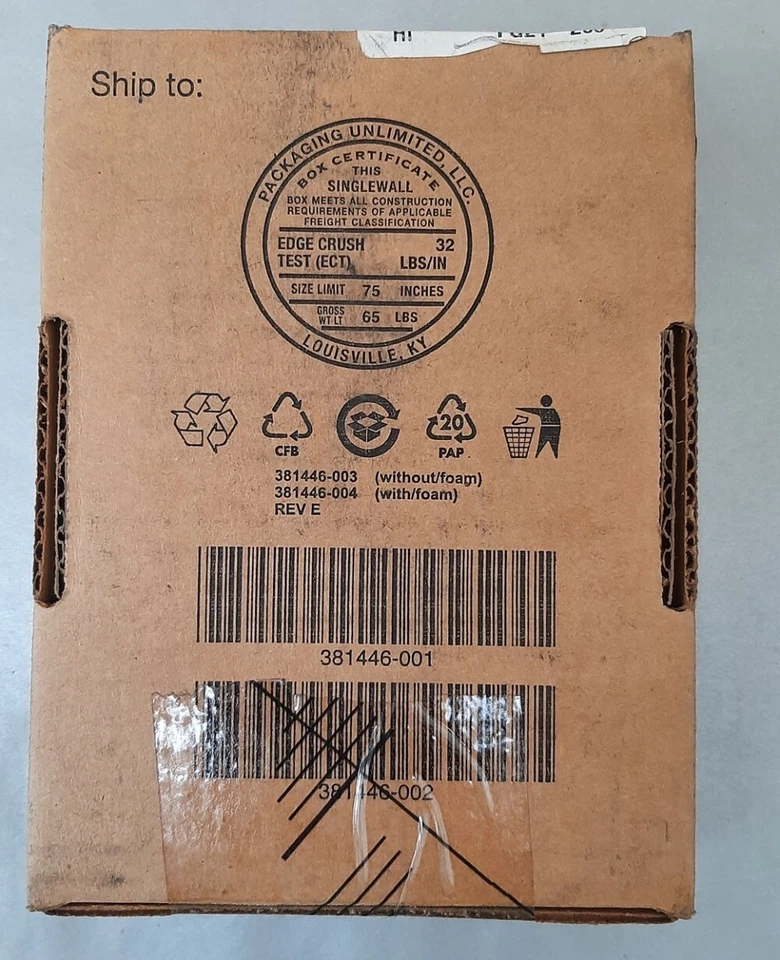 Ship to:
PACKAGING UNLIMITED, LLC.
BOX CERTIFICATE
THIS
SINGLEWALL
BOX MEETS ALL CONSTRUCTION
REQUIREMENTS OF APPLICABLE
FREIGHT CLASSIFICATION
EDGE CRUSH 32
TEST (ECT) LBS/IN
SIZE LIMIT 75 INCHES
GROSS
WT LT 65 LBS
LOUISVILLE, KY
20
CFB PAP
381446-003 (without/foam)
381446-004 (with/foam)
REV E
381446-001
381446-002